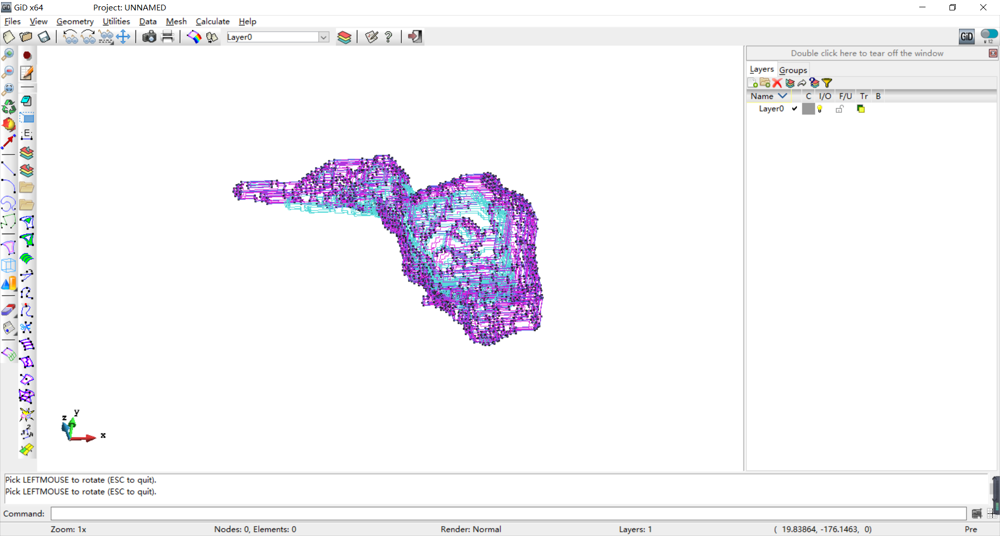 GiD GiD x64 Project: UNNAMED
Files View Geometry Utilities Data Mesh Calculate Help
Layer0
GiD
v 12
Double click here to tear off the window
Layers Groups
Name C I/O F/U Tr B
Layer0
E
z y
x
2
Pick LEFTMOUSE to rotate (ESC to quit).
Pick LEFTMOUSE to rotate (ESC to quit).
Command:
Zoom: 1x Nodes: 0, Elements: 0 Render: Normal Layers: 1 ( 19.83864, -176.1463, 0) Pre